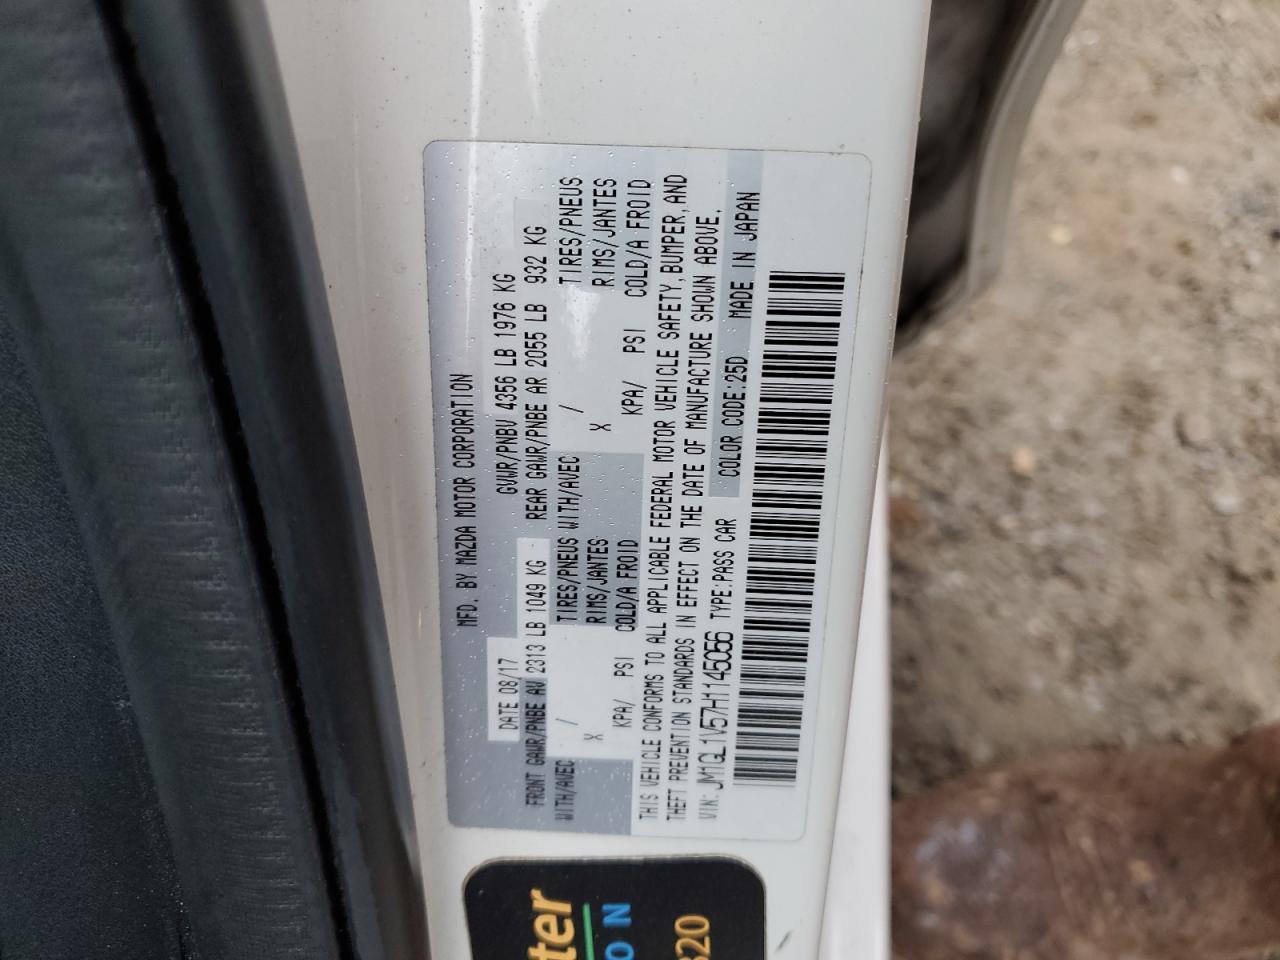 MFD. BY MAZDA MOTOR CORPORATION
DATE 08/17 GVWR/PNBV 4356 LB 1976 KG
FRONT GAWR/PNBE AV 2313 LB 1049 KG REAR GAWR/PNBE AR 2055 LB 932 KG
WITH/AVEC / TIRES/PNEUS WITH/AVEC / TIRES/PNEUS
X RIMS/JANTES X RIMS/JANTES
KPA/ PSI COLD/A FROID KPA/ PSI COLD/A FROID
THIS VEHICLE CONFORMS TO ALL APPLICABLE FEDERAL MOTOR VEHICLE SAFETY, BUMPER, AND
THEFT PREVENTION STANDARDS IN EFFECT ON THE DATE OF MANUFACTURE SHOWN ABOVE.
VIN: JM1GL1V57H1145056 TYPE:PASS CAR COLOR CODE:25D MADE IN JAPAN
ter
ON
320